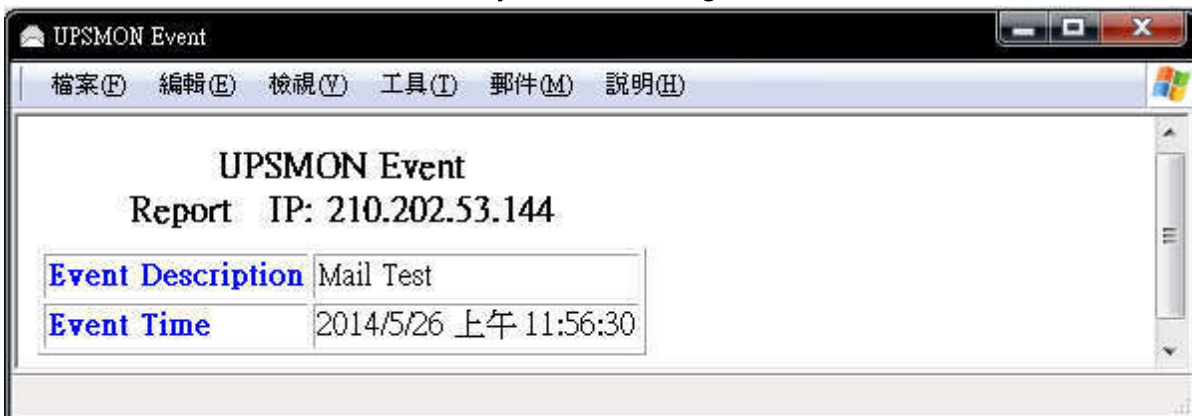 UPSMON Event
檔案(F) 編輯(E) 檢視(V) 工具(T) 郵件(M) 說明(H)
UPSMON Event
Report IP: 210.202.53.144
Event Description Mail Test
Event Time 2014/5/26 上午 11:56:30